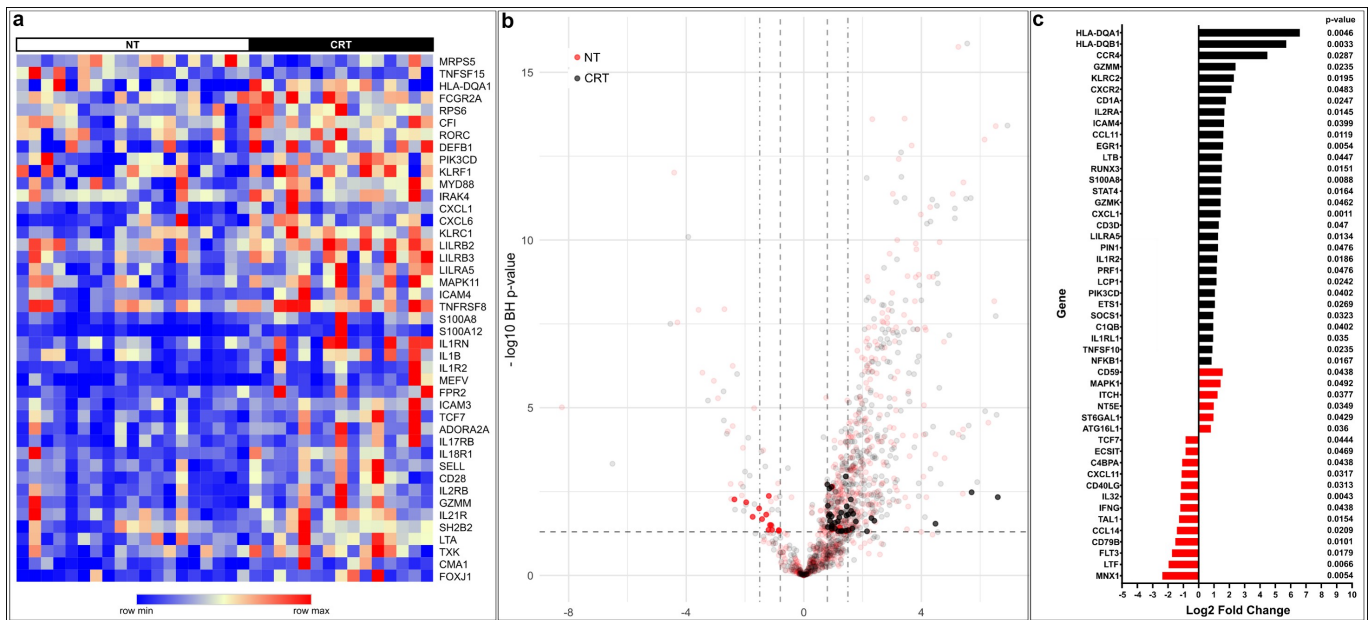 a
NT CRT
MRPS5
TNFSF15
HLA-DQA1
FCGR2A
RPS6
CFI
RORC
DEFB1
PIK3CD
KLRF1
MYD88
IRAK4
CXCL1
CXCL6
KLRC1
LILRB2
LILRB3
LILRA5
MAPK11
ICAM4
TNFRSF8
S100A8
S100A12
IL1RN
IL1B
IL1R2
MEFV
FPR2
ICAM3
TCF7
ADORA2A
IL17RB
IL18R1
SELL
CD28
IL2RB
GZMM
IL21R
SH2B2
LTA
TXK
CMA1
FOXJ1
row min row max
b
NT
CRT
- log10 BH p-value
15
10
5
0
-8 -4 0 4
c
p-value
HLA-DQA1 0.0046
HLA-DQB1 0.0033
CCR4 0.0287
GZMM 0.0235
KLRC2 0.0195
CXCR2 0.0483
CD1A 0.0247
IL2RA 0.0145
ICAM4 0.0399
CCL11 0.0119
EGR1 0.0054
LTB 0.0447
RUNX3 0.0151
S100A8 0.0088
STAT4 0.0164
GZMK 0.0462
CXCL1 0.0011
CD3D 0.047
LILRA5 0.0134
PIN1 0.0476
IL1R2 0.0186
PRF1 0.0476
LCP1 0.0242
PIK3CD 0.0402
ETS1 0.0269
SOCS1 0.0323
C1QB 0.0402
IL1RL1 0.035
TNFSF10 0.0235
NFKB1 0.0167
CD59 0.0438
MAPK1 0.0492
ITCH 0.0377
NT5E 0.0349
ST6GAL1 0.0429
ATG16L1 0.036
TCF7 0.0444
ECSIT 0.0469
C4BPA 0.0438
CXCL11 0.0317
CD40LG 0.0313
IL32 0.0043
IFNG 0.0438
TAL1 0.0154
CCL14 0.0209
CD79B 0.0101
FLT3 0.0179
LTF 0.0066
MNX1 0.0054
Gene
-5 -4 -3 -2 -1 0 1 2 3 4 5 6 7 8 9 10
Log2 Fold Change